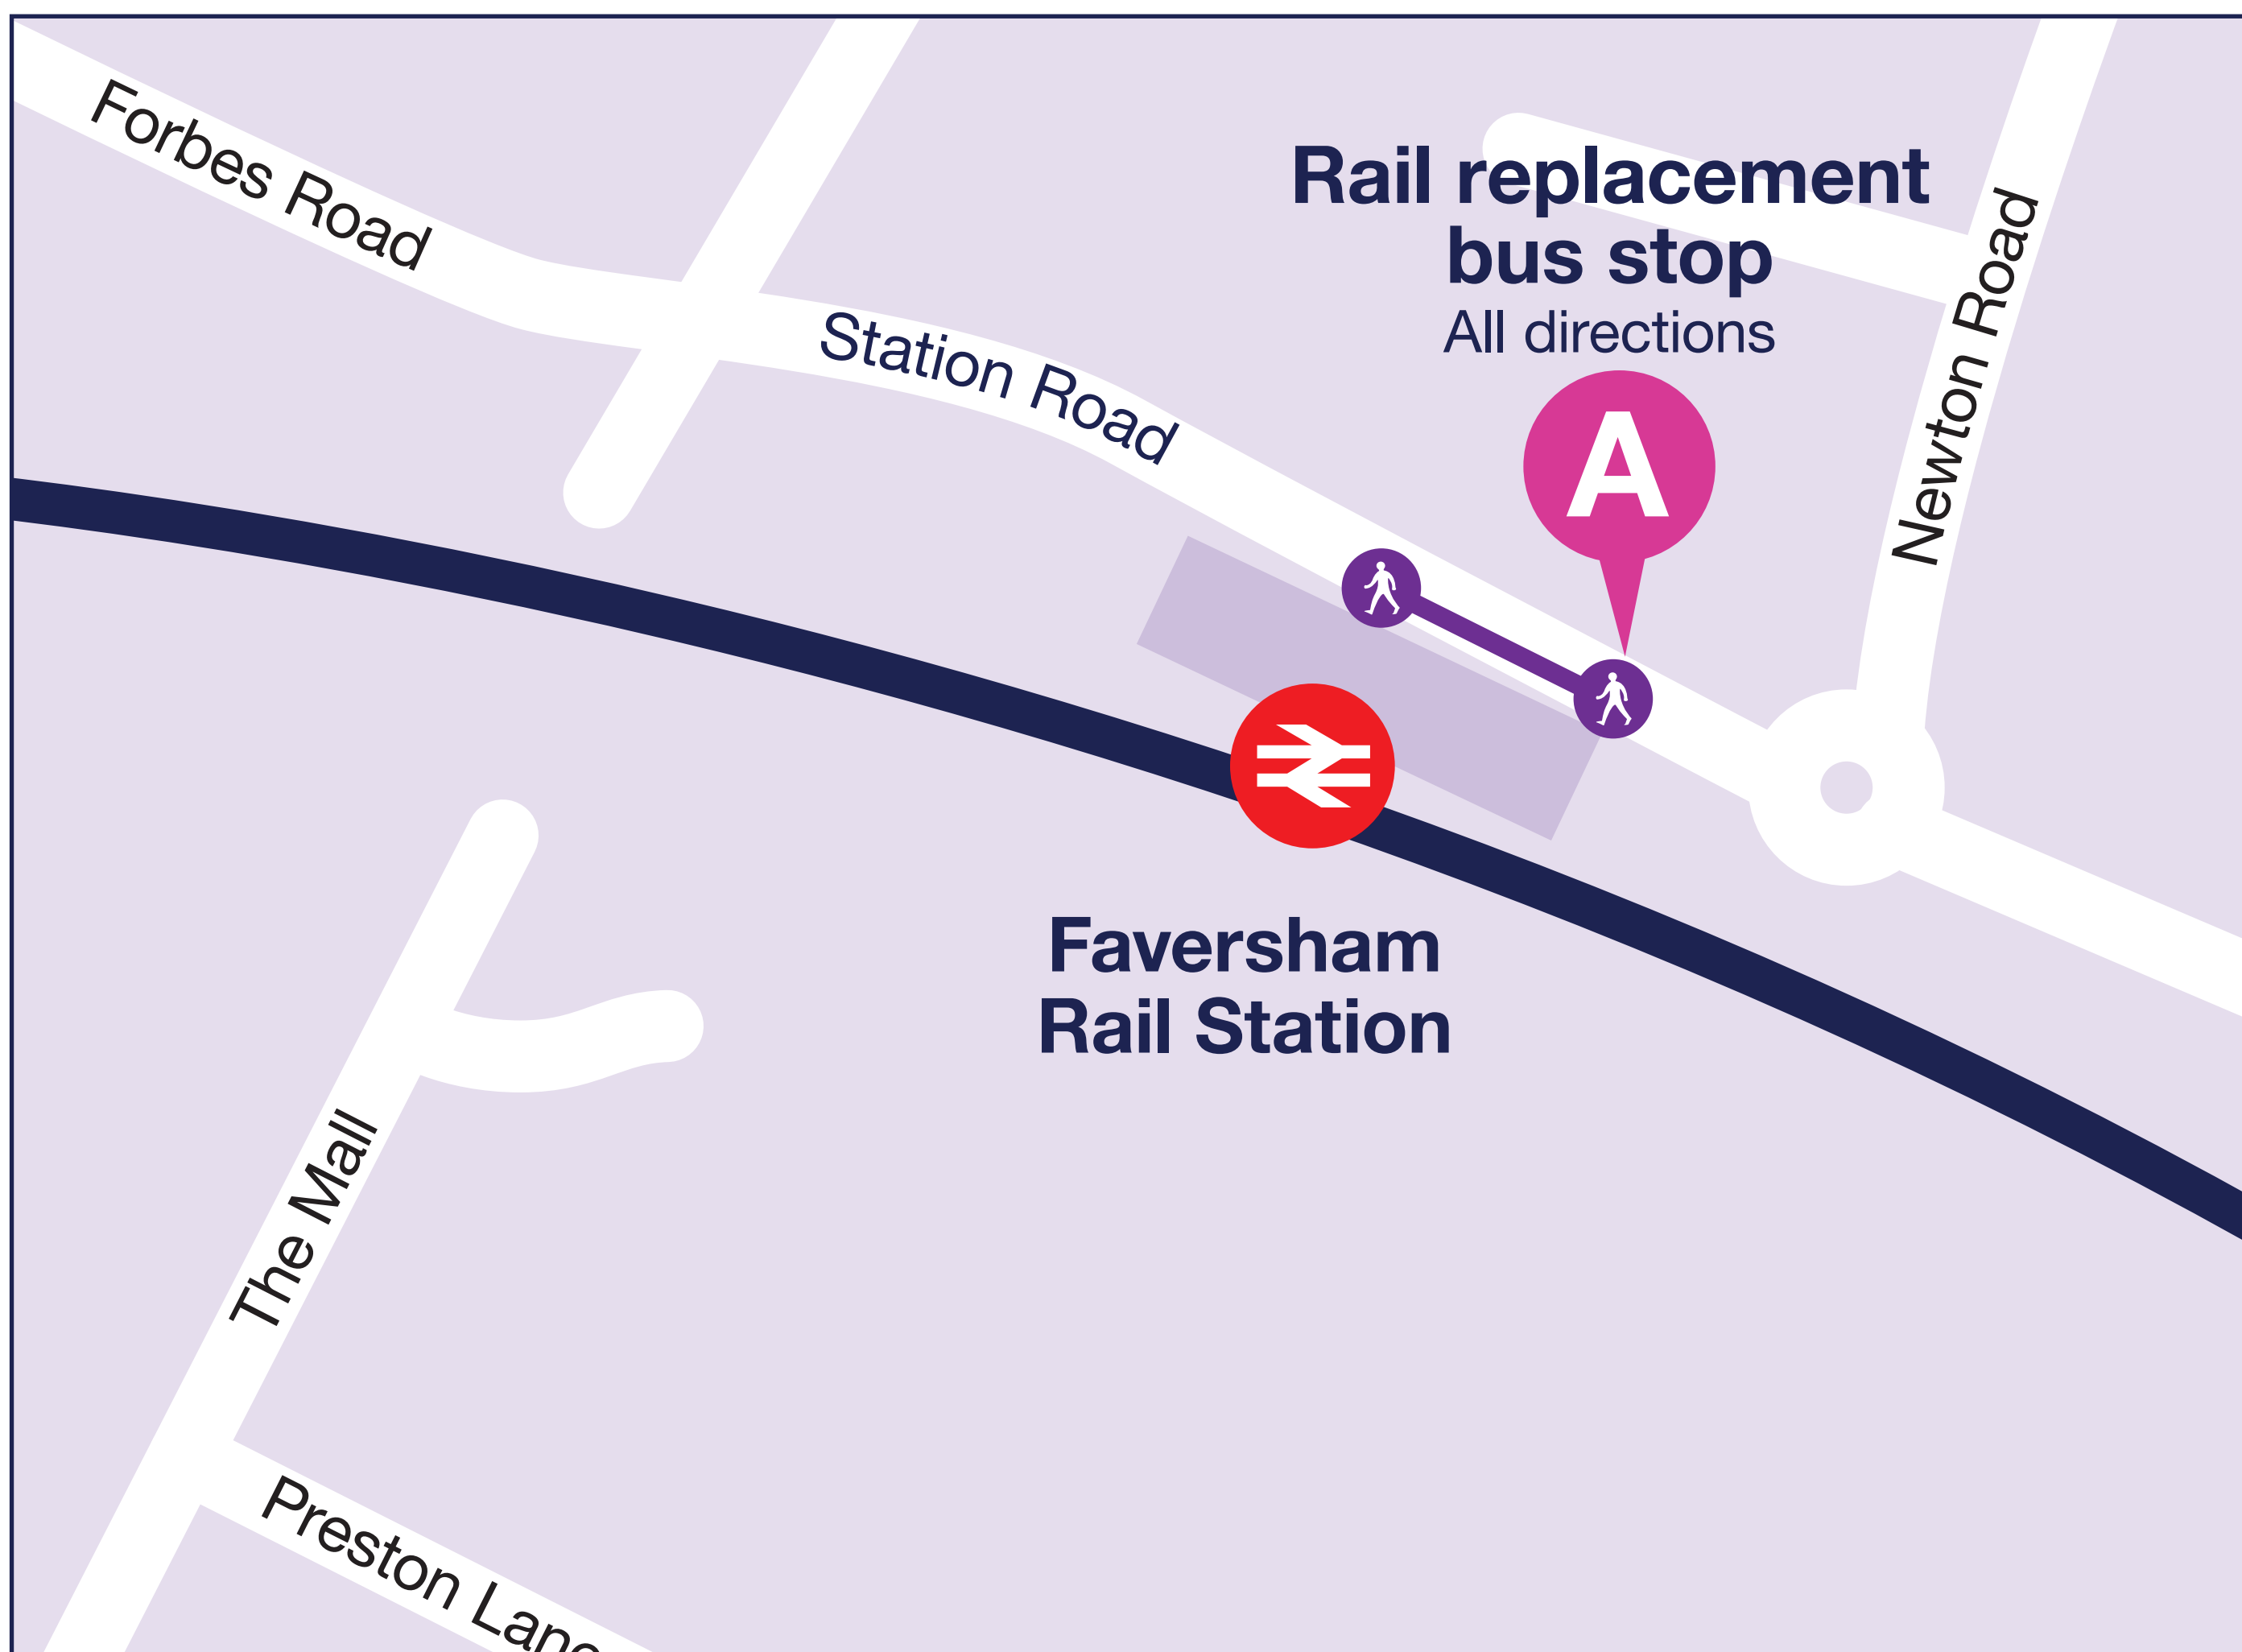 Forbes Road
Station Road
Rail replacement
bus stop
All directions
A
Newton Road
Faversham
Rail Station
The Mall
Preston Lane